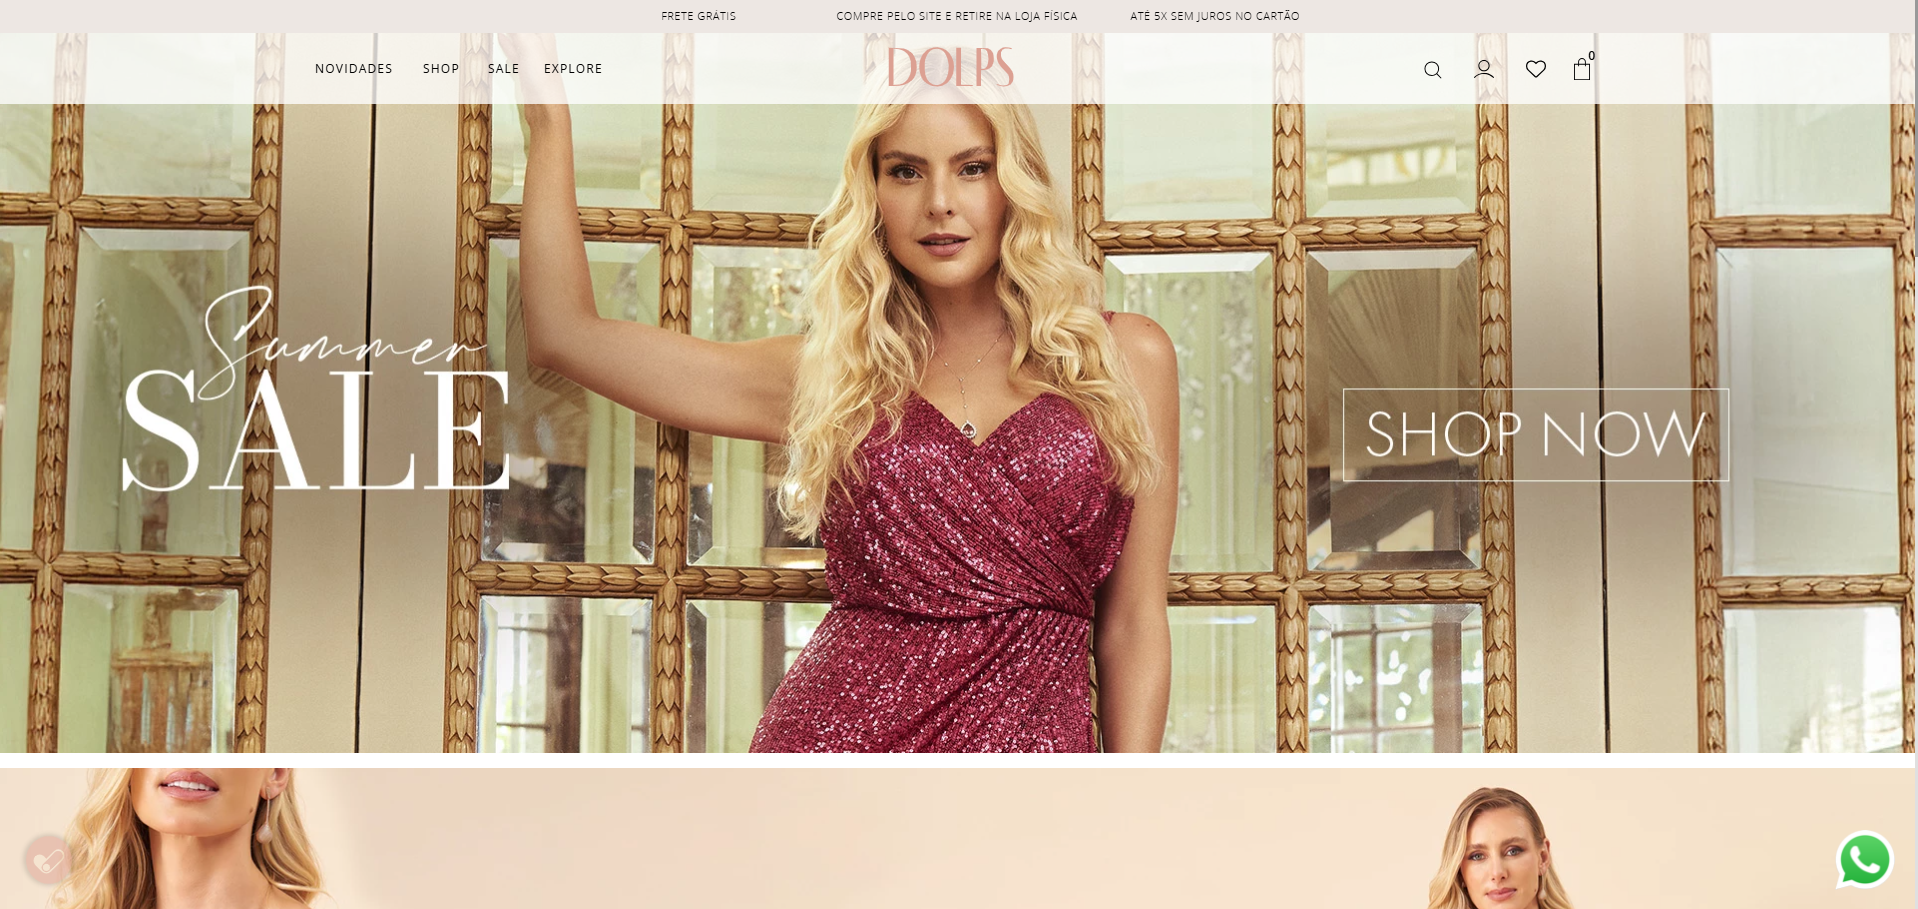 FRETE GRÁTIS
COMPRE PELO SITE E RETIRE NA LOJA FÍSICA
ATÉ 5X SEM JUROS NO CARTÃO
NOVIDADES
SHOP
SALE
EXPLORE
DOLPS
0
Summer
SALE
SHOP NOW